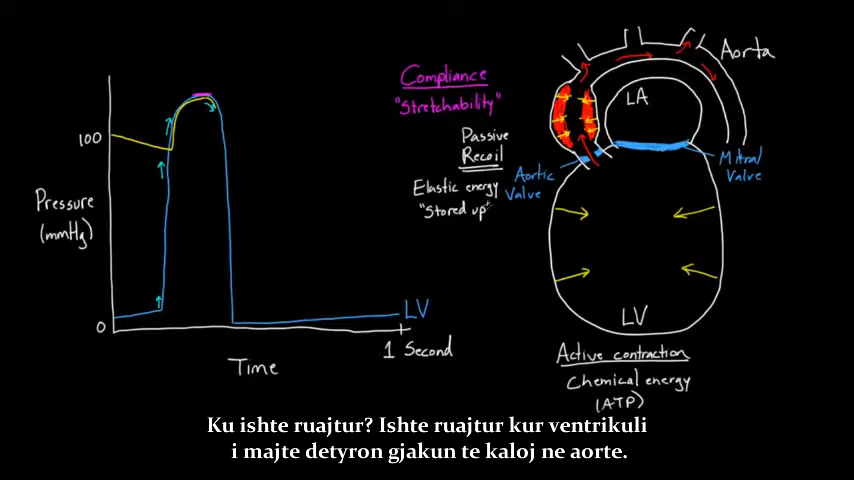 Compliance
"Stretchability"
Aorta
LA
100
Passive
Recoil
Elastic energy
"Stored up"
Aortic
Valve
Mitral
Valve
Pressure
(mmHg)
0
LV
1 Second
Time
LV
Active contraction
Chemical energy
(ATP)
Ku ishte ruajtur? Ishte ruajtur kur ventrikuli
i majte detyron gjakun te kaloj ne aorte.